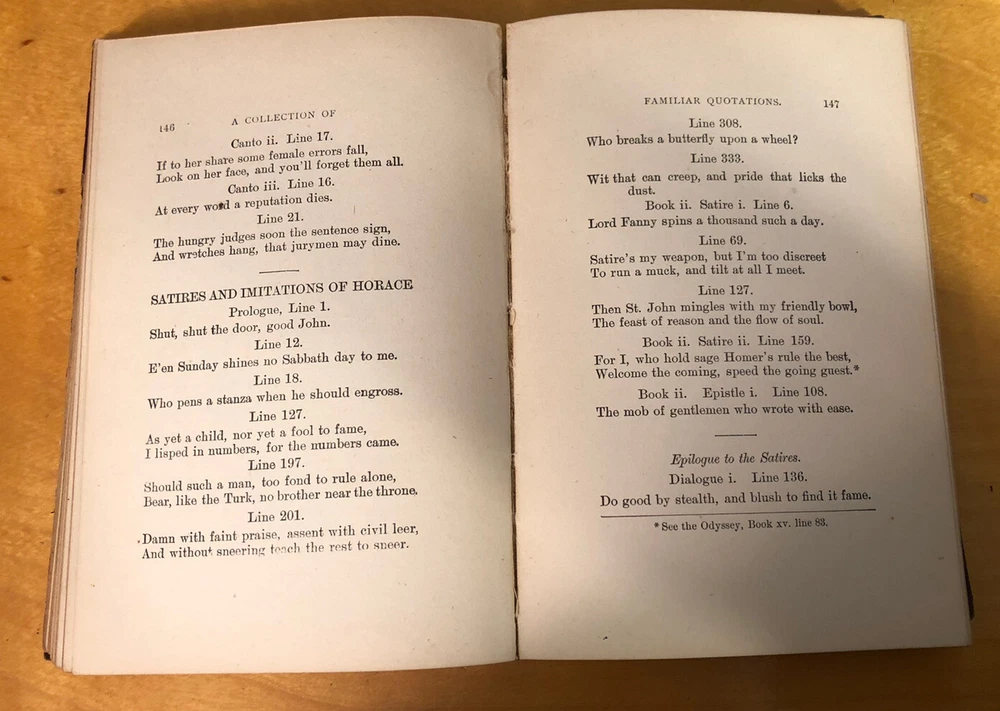 146
A COLLECTION OF
Canto ii. Line 17.
If to her share some female errors fall,
Look on her face, and you'll forget them all.
Canto iii. Line 16.
At every word a reputation dies.
Line 21.
The hungry judges soon the sentence sign,
And wretches hang, that jurymen may dine.
SATIRES AND IMITATIONS OF HORACE
Prologue, Line 1.
Shut, shut the door, good John.
Line 12.
E'en Sunday shines no Sabbath day to me.
Line 18.
Who pens a stanza when he should engross.
Line 127.
As yet a child, nor yet a fool to fame,
I lisped in numbers, for the numbers came.
Line 197.
Should such a man, too fond to rule alone,
Bear, like the Turk, no brother near the throne.
Line 201.
Damn with faint praise, assent with civil leer,
And without sneering teach the rest to sneer.
FAMILIAR QUOTATIONS.
147
Line 308.
Who breaks a butterfly upon a wheel?
Line 333.
Wit that can creep, and pride that licks the
dust.
Book ii. Satire i. Line 6.
Lord Fanny spins a thousand such a day.
Line 69.
Satire's my weapon, but I'm too discreet
To run a muck, and tilt at all I meet.
Line 127.
Then St. John mingles with my friendly bowl,
The feast of reason and the flow of soul.
Book ii. Satire ii. Line 159.
For I, who hold sage Homer's rule the best,
Welcome the coming, speed the going guest.*
Book ii. Epistle i. Line 108.
The mob of gentlemen who wrote with ease.
Epilogue to the Satires.
Dialogue i. Line 136.
Do good by stealth, and blush to find it fame.
* See the Odyssey, Book xv. line 83.